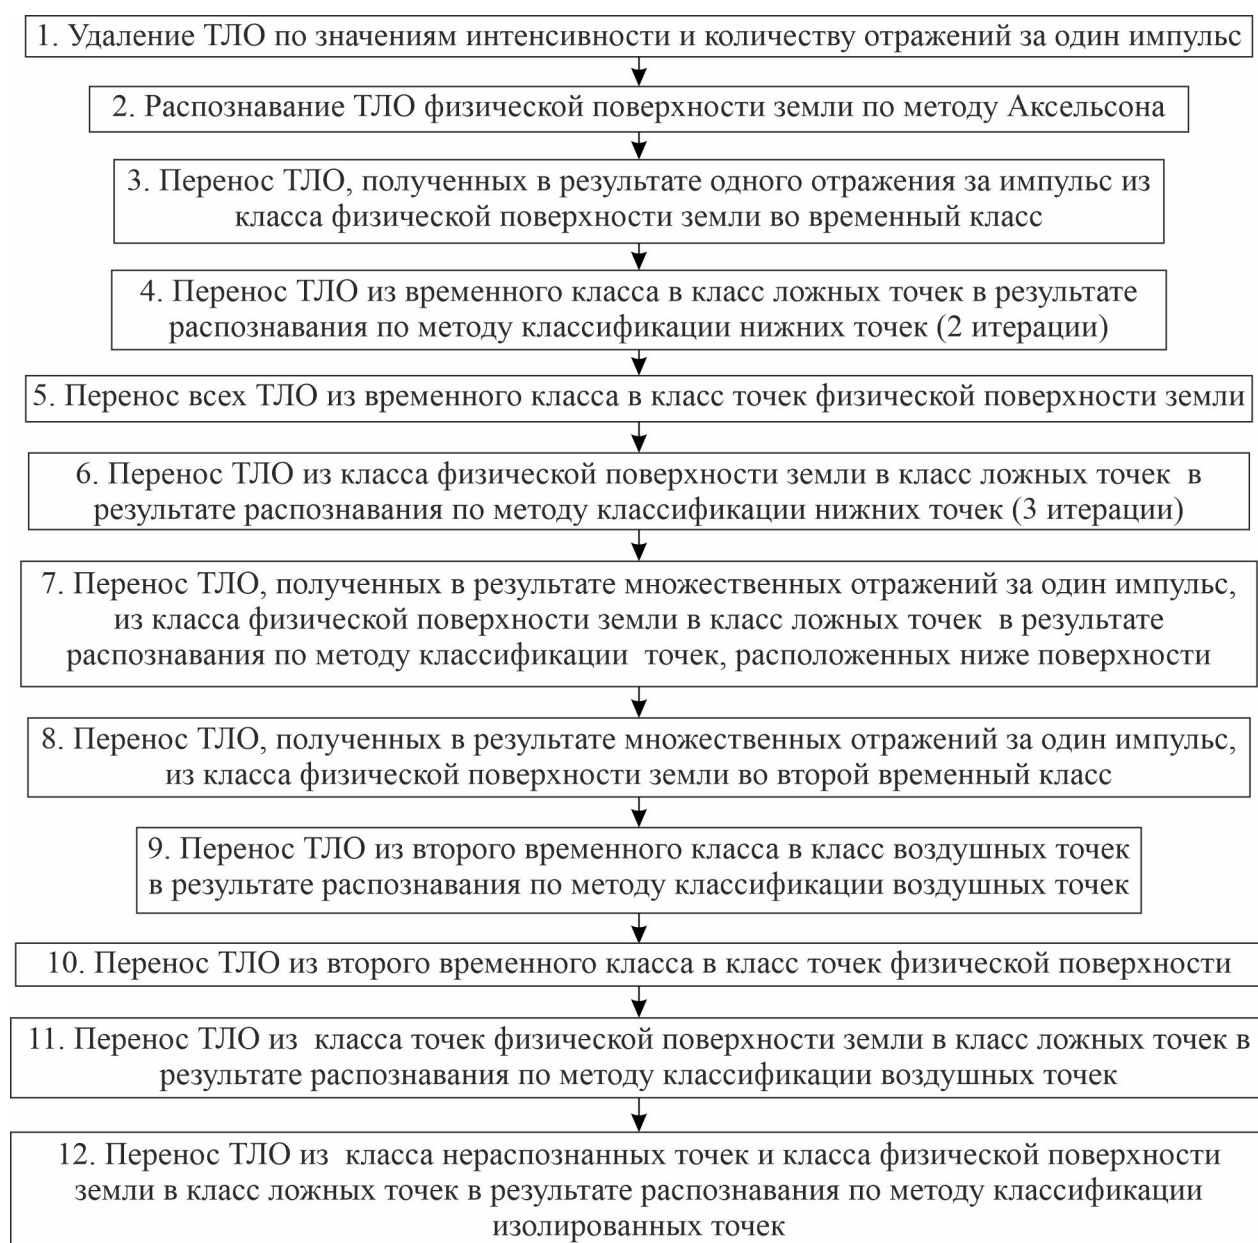 1. Удаление ТЛО по значениям интенсивности и количеству отражений за один импульс
2. Распознавание ТЛО физической поверхности земли по методу Аксельсона
3. Перенос ТЛО, полученных в результате одного отражения за импульс из
класса физической поверхности земли во временный класс
4. Перенос ТЛО из временного класса в класс ложных точек в результате
распознавания по методу классификации нижних точек (2 итерации)
5. Перенос всех ТЛО из временного класса в класс точек физической поверхности земли
6. Перенос ТЛО из класса физической поверхности земли в класс ложных точек в
результате распознавания по методу классификации нижних точек (3 итерации)
7. Перенос ТЛО, полученных в результате множественных отражений за один импульс,
из класса физической поверхности земли в класс ложных точек в результате
распознавания по методу классификации точек, расположенных ниже поверхности
8. Перенос ТЛО, полученных в результате множественных отражений за один импульс,
из класса физической поверхности земли во второй временный класс
9. Перенос ТЛО из второго временного класса в класс воздушных точек
в результате распознавания по методу классификации воздушных точек
10. Перенос ТЛО из второго временного класса в класс точек физической поверхности
11. Перенос ТЛО из класса точек физической поверхности земли в класс ложных точек в
результате распознавания по методу классификации воздушных точек
12. Перенос ТЛО из класса нераспознанных точек и класса физической поверхности
земли в класс ложных точек в результате распознавания по методу классификации
изолированных точек